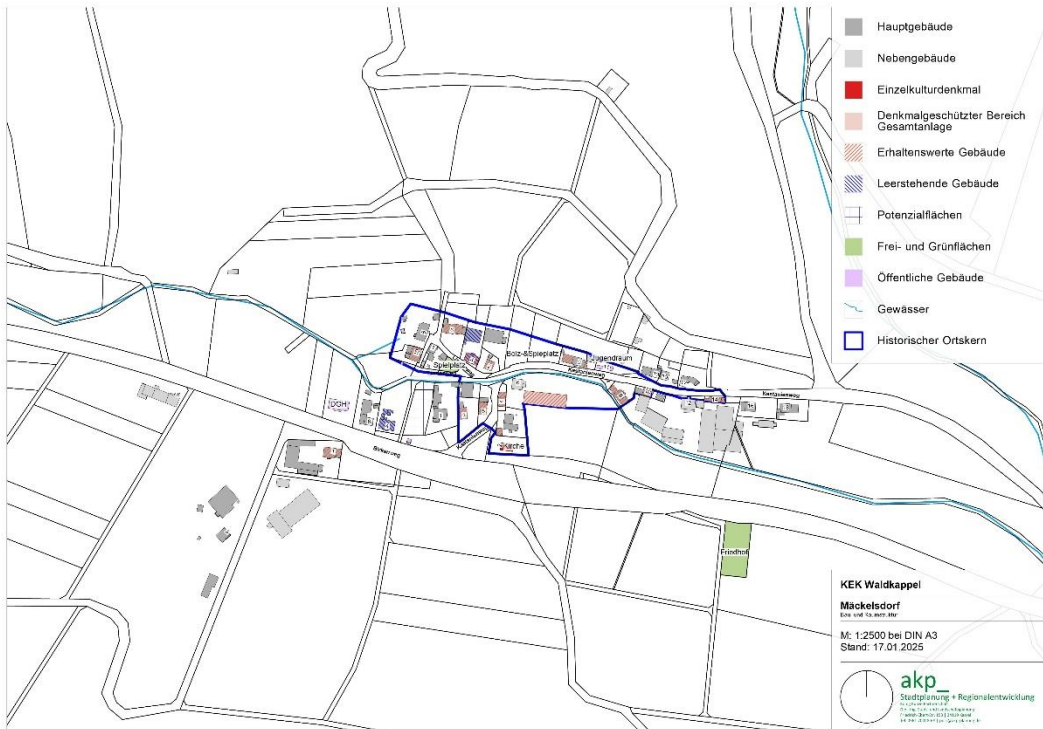 Hauptgebäude
Nebengebäude
Einzelkulturdenkmal
Denkmalgeschützter Bereich
Gesamtanlage
Erhaltenswerte Gebäude
Leerstehende Gebäude
Potenzialflächen
Frei- und Grünflächen
Öffentliche Gebäude
Gewässer
Historischer Ortskern
Bolz-&Spieplatz
Jugendraum
Spielplatz
Kastanienweg
DGH
Kirche
Friedhof
KEK Waldkappel
Mäckelsdorf
M: 1:2500 bei DIN A3
Stand: 17.01.2025
akp_
Stadtplanung + Regionalentwicklung